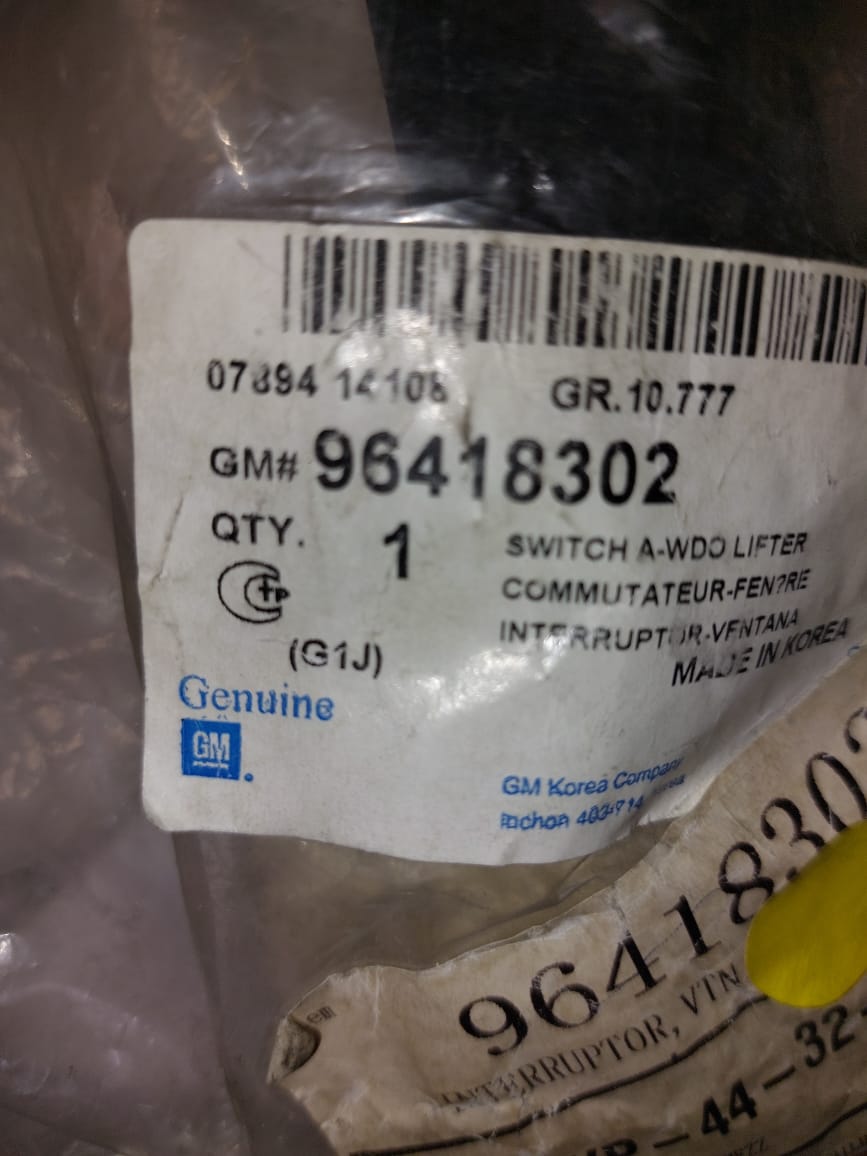 07894 14108 GR.10.777
GM# 96418302
QTY. 1 SWITCH A-WDO LIFTER
COMMUTATEUR-FEN?RE
INTERRUPTOR-VENTANA
(G1J) MADE IN KOREA
Genuine
GM
GM Korea Company
96418302
INTERRUPTOR, VTN
-44-32-